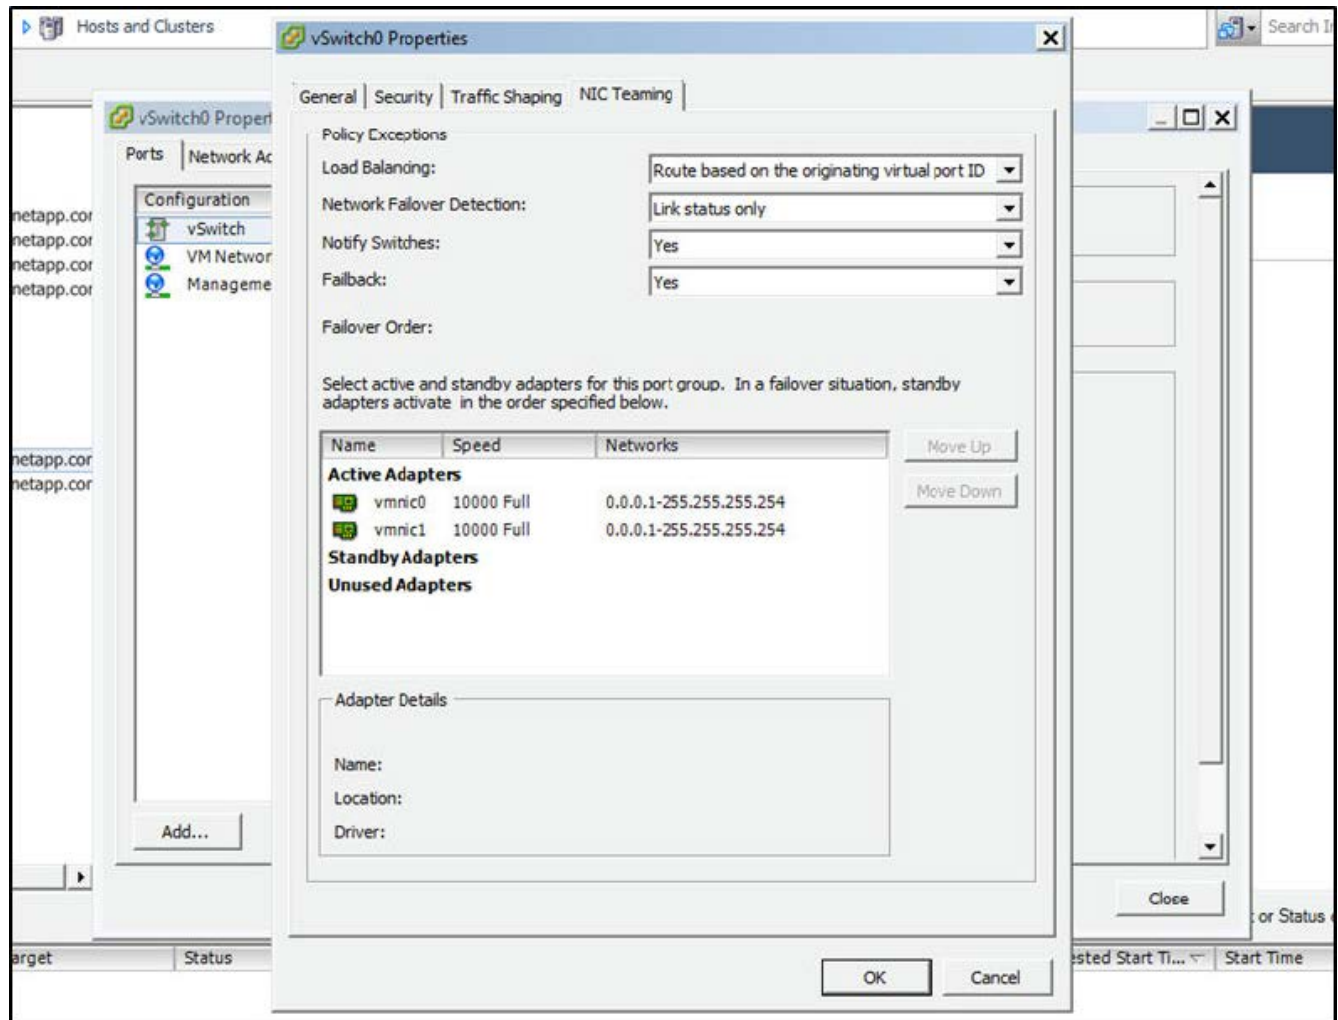 Hosts and Clusters
Search In
vSwitch0 Properties
General Security Traffic Shaping NIC Teaming
vSwitch0 Propert
Ports Network Ac
Policy Exceptions
Load Balancing: Route based on the originating virtual port ID
Configuration
Network Failover Detection: Link status only
netapp.cor
vSwitch
netapp.cor
Notify Switches: Yes
VM Networ
netapp.cor
Failback: Yes
Manageme
netapp.cor
Failover Order:
Select active and standby adapters for this port group. In a failover situation, standby
adapters activate in the order specified below.
Name Speed Networks
Move Up
netapp.cor
Active Adapters
netapp.cor
Move Down
vmnic0 10000 Full 0.0.0.1-255.255.255.254
vmnic1 10000 Full 0.0.0.1-255.255.255.254
Standby Adapters
Unused Adapters
Adapter Details
Name:
Location:
Driver:
Add...
Close
or Status
arget Status
ested Start Ti... Start Time
OK Cancel